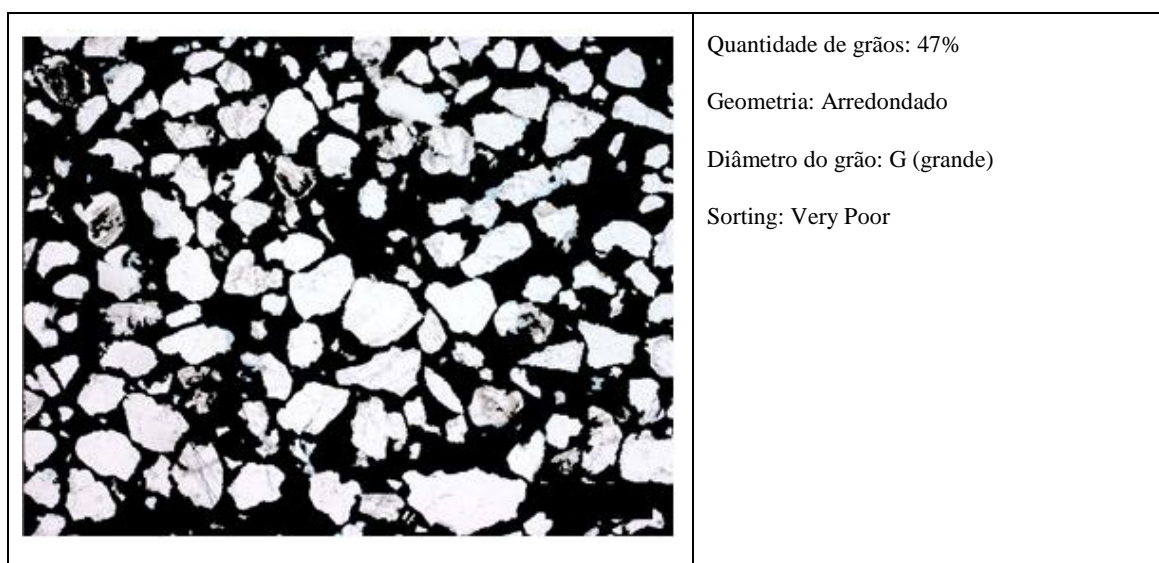 Quantidade de grãos: 47%
Geometria: Arredondado
Diâmetro do grão: G (grande)
Sorting: Very Poor